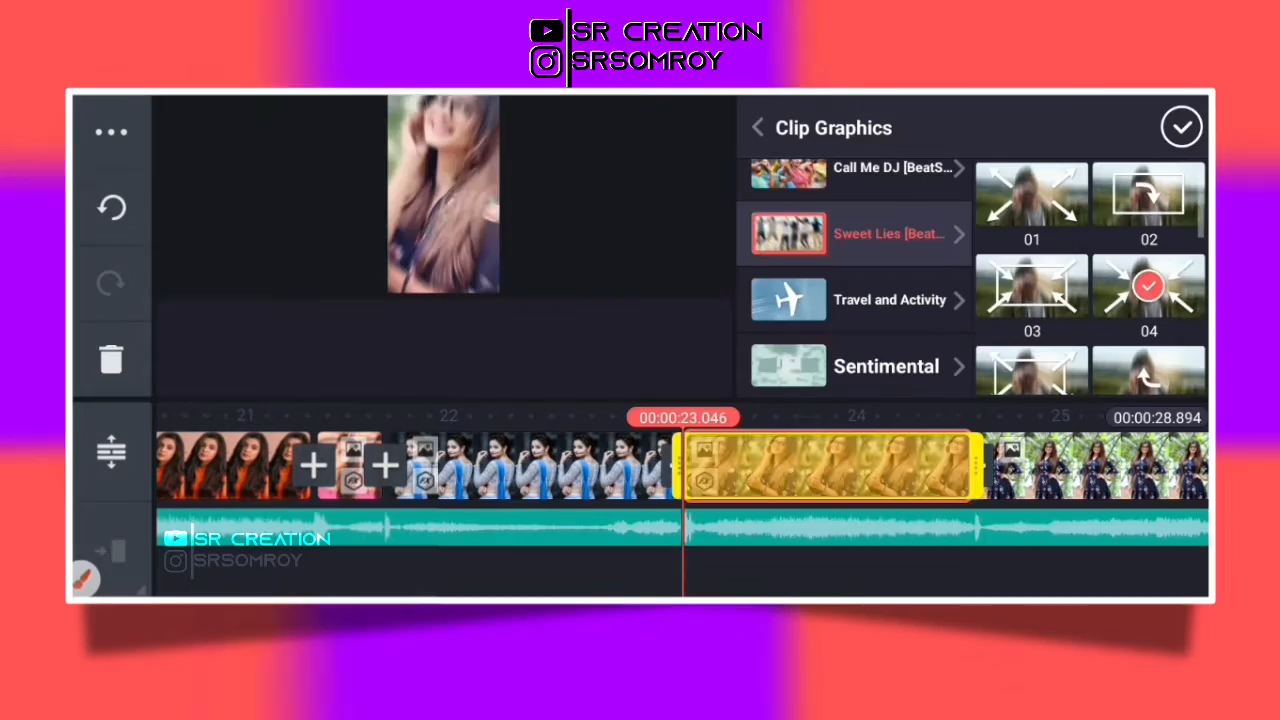 SR CREATION
SRSOMROY
Clip Graphics
Call Me DJ [BeatS...
Sweet Lies [Beat...
Travel and Activity
Sentimental
01
02
03
04
21
22
00:00:23.046
24
25
00:00:28.894
SR CREATION
SRSOMROY